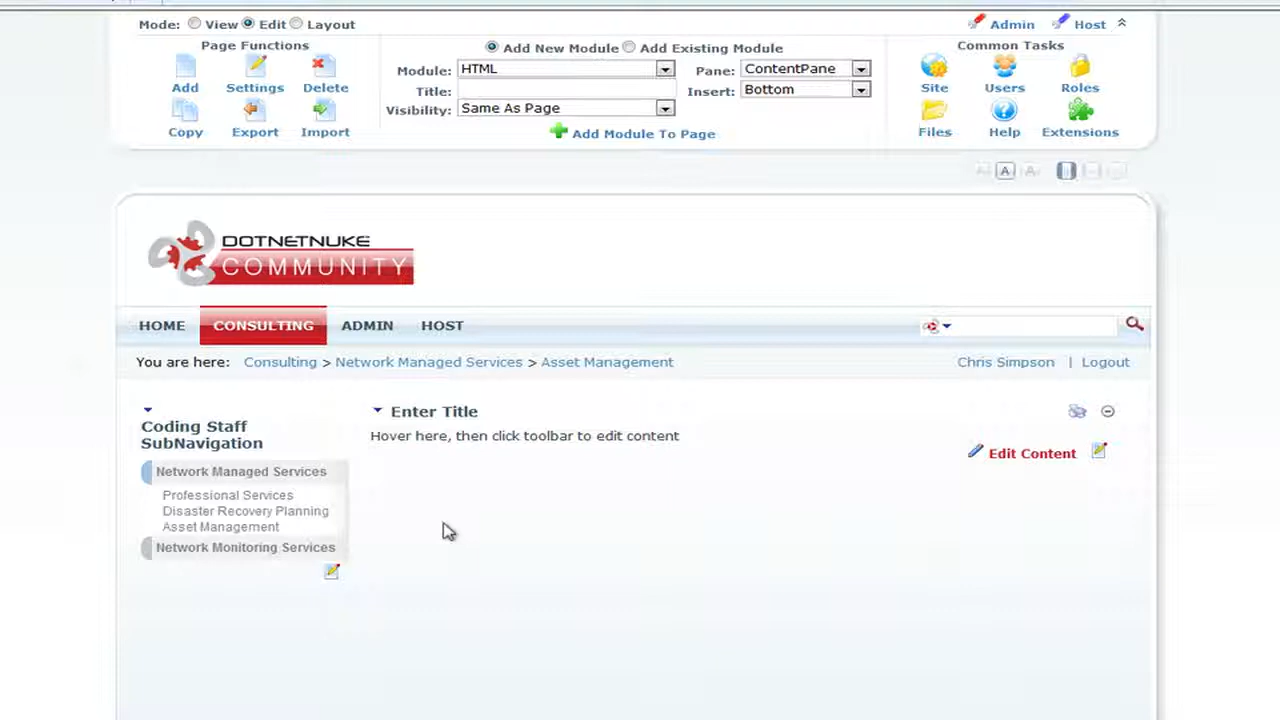 Mode: View Edit Layout Admin Host
Page Functions
Add Settings Delete
Copy Export Import
Add New Module Add Existing Module
Module: HTML Pane: ContentPane
Title: Insert: Bottom
Visibility: Same As Page
Add Module To Page
Common Tasks
Site Users Roles
Files Help Extensions
A A A
DOTNETNUKE
COMMUNITY
HOME CONSULTING ADMIN HOST
You are here: Consulting > Network Managed Services > Asset Management Chris Simpson | Logout
Coding Staff
SubNavigation
Network Managed Services
Professional Services
Disaster Recovery Planning
Asset Management
Network Monitoring Services
Enter Title
Hover here, then click toolbar to edit content
Edit Content